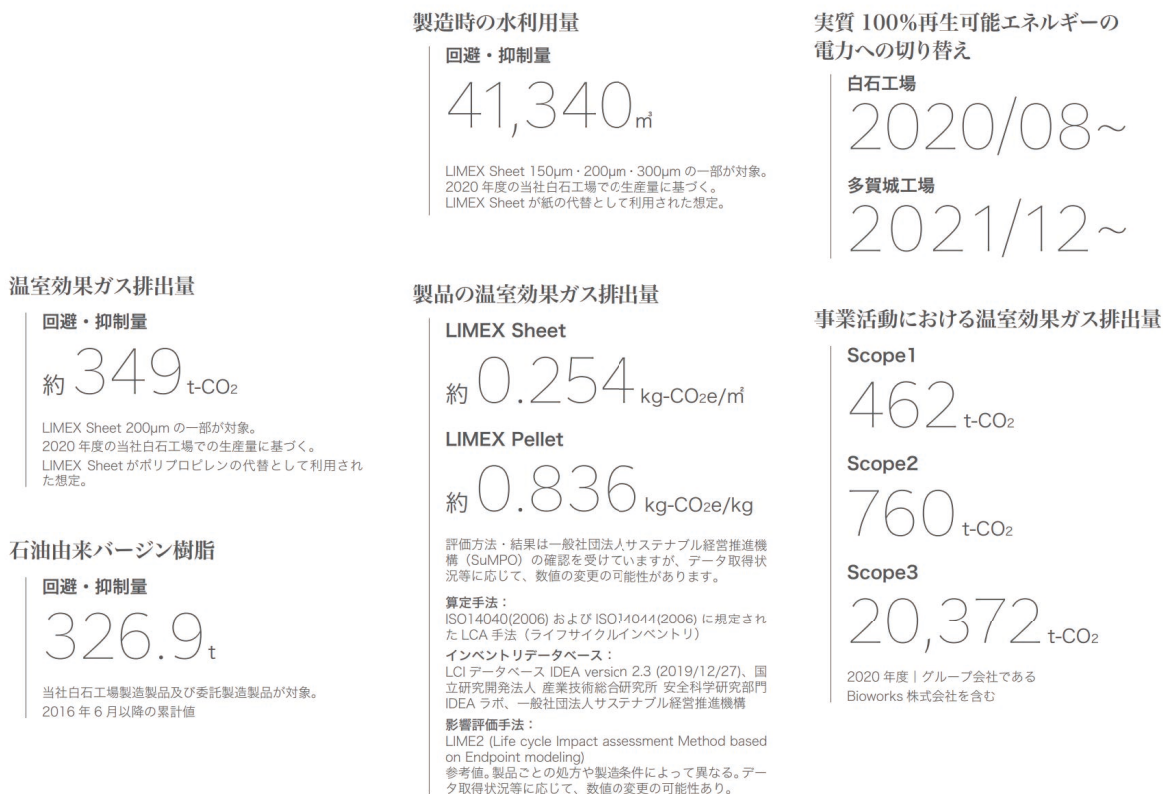 温室効果ガス排出量
回避・抑制量
約 349 t-CO2
LIMEX Sheet 200μm の一部が対象。
2020 年度の当社白石工場での生産量に基づく。
LIMEX Sheet がポリプロピレンの代替として利用され
た想定。
石油由来バージン樹脂
回避・抑制量
326.9 t
当社白石工場製造製品及び委託製造製品が対象。
2016 年 6 月以降の累計値
製造時の水利用量
回避・抑制量
41,340 ㎥
LIMEX Sheet 150μm・200μm・300μm の一部が対象。
2020 年度の当社白石工場での生産量に基づく。
LIMEX Sheet が紙の代替として利用された想定。
製品の温室効果ガス排出量
LIMEX Sheet
約 0.254 kg-CO2e/㎡
LIMEX Pellet
約 0.836 kg-CO2e/kg
評価方法・結果は一般社団法人サステナブル経営推進機
構（SuMPO）の確認を受けていますが、データ取得状
況等に応じて、数値の変更の可能性があります。
算定手法：
ISO14040(2006) および ISO14044(2006) に規定され
た LCA 手法（ライフサイクルインベントリ）
インベントリデータベース：
LCI データベース IDEA version 2.3 (2019/12/27)、国
立研究開発法人 産業技術総合研究所 安全科学研究部門
IDEA ラボ、一般社団法人サステナブル経営推進機構
影響評価手法：
LIME2 (Life cycle Impact assessment Method based
on Endpoint modeling)
参考値。製品ごとの処方や製造条件によって異なる。デー
タ取得状況等に応じて、数値の変更の可能性あり。
実質 100%再生可能エネルギーの
電力への切り替え
白石工場
2020/08～
多賀城工場
2021/12～
事業活動における温室効果ガス排出量
Scope1
462 t-CO2
Scope2
760 t-CO2
Scope3
20,372 t-CO2
2020 年度｜グループ会社である
Bioworks 株式会社を含む